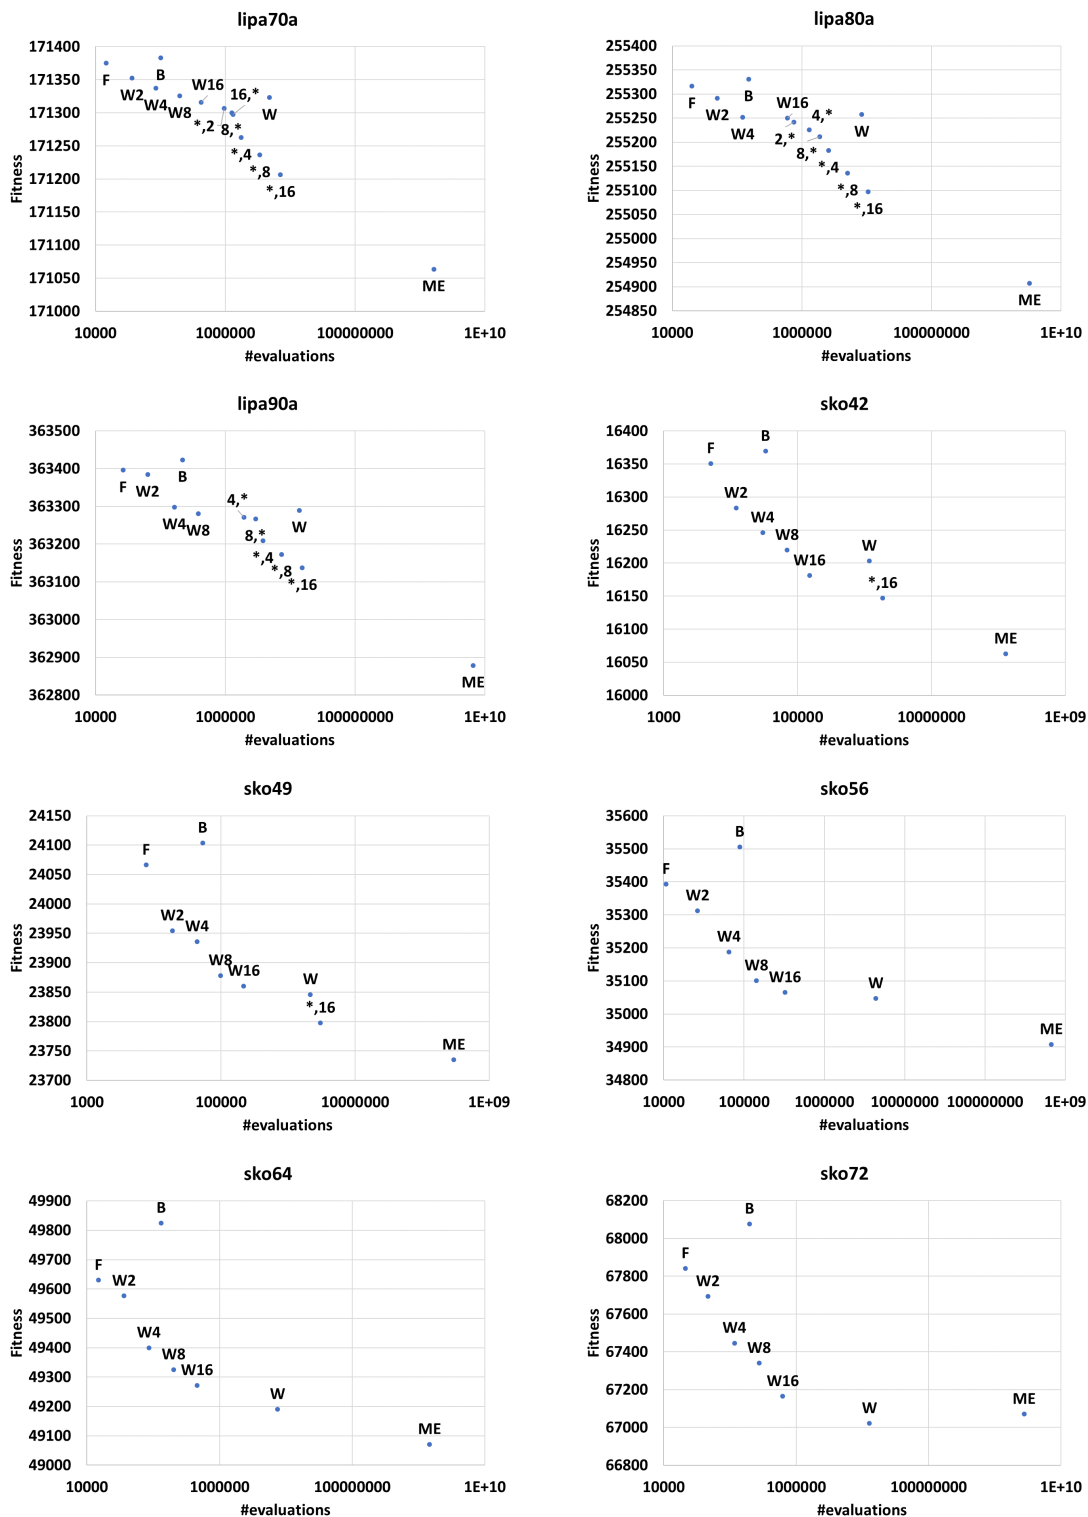 lipa70a
171400
171350
171300
171250
171200
171150
171100
171050
171000
Fitness
F
B
W2
W4
W8
W16
16,*
*,2
8,*
W
*,4
*,8
*,16
ME
10000
1000000
100000000
1E+10
#evaluations
lipa80a
255400
255350
255300
255250
255200
255150
255100
255050
255000
254950
254900
254850
Fitness
F
B
W2
W4
W16
4,*
2,*
W
8,*
*,4
*,8
*,16
ME
10000
1000000
100000000
1E+10
#evaluations
lipa90a
363500
363400
363300
363200
363100
363000
362900
362800
Fitness
F
W2
B
W4
W8
4,*
8,*
W
*,4
*,8
*,16
ME
10000
1000000
100000000
1E+10
#evaluations
sko42
16400
16350
16300
16250
16200
16150
16100
16050
16000
Fitness
F
B
W2
W4
W8
W16
W
*,16
ME
1000
100000
10000000
1E+09
#evaluations
sko49
24150
24100
24050
24000
23950
23900
23850
23800
23750
23700
Fitness
F
B
W2
W4
W8
W16
W
*,16
ME
1000
100000
10000000
1E+09
#evaluations
sko56
35600
35500
35400
35300
35200
35100
35000
34900
34800
Fitness
F
B
W2
W4
W8
W16
W
ME
10000
100000
1000000
10000000
100000000
1E+09
#evaluations
sko64
49900
49800
49700
49600
49500
49400
49300
49200
49100
49000
Fitness
B
F
W2
W4
W8
W16
W
ME
10000
1000000
100000000
1E+10
#evaluations
sko72
68200
68000
67800
67600
67400
67200
67000
66800
Fitness
B
F
W2
W4
W8
W16
W
ME
10000
1000000
100000000
1E+10
#evaluations